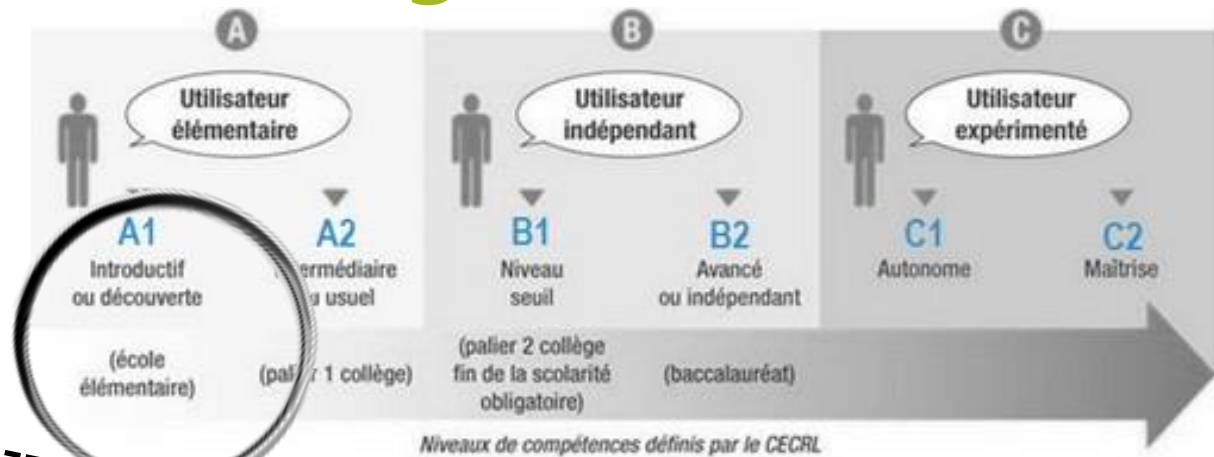 A
B
C
Utilisateur
élémentaire
Utilisateur
indépendant
Utilisateur
expérimenté
A1
Introductif
ou découverte
A2
usuel
B1
Niveau
seuil
B2
Avancé
ou indépendant
C1
Autonome
C2
Maîtrise
(école
élémentaire)
1 collège)
(palier 2 collège
fin de la scolarité
obligatoire)
(baccalauréat)
Niveaux de compétences définis par le CECRL